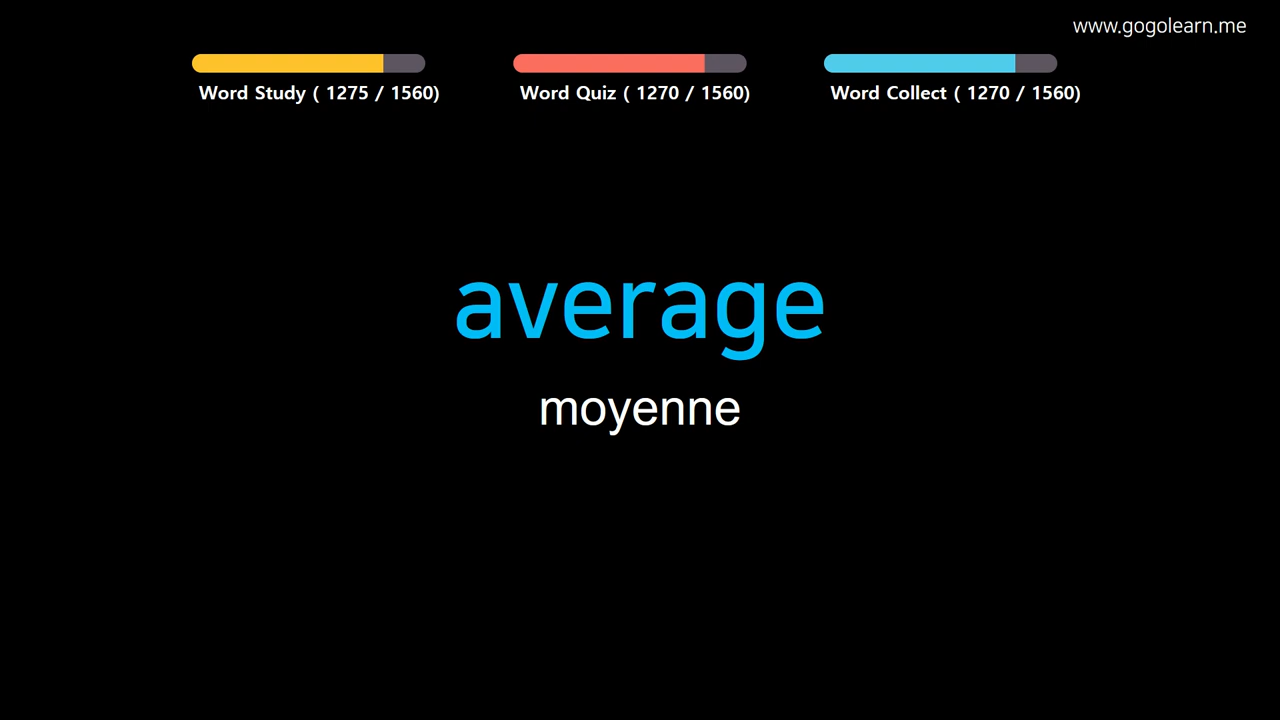 www.gogolearn.me
Word Study ( 1275 / 1560)
Word Quiz ( 1270 / 1560)
Word Collect ( 1270 / 1560)
average
moyenne